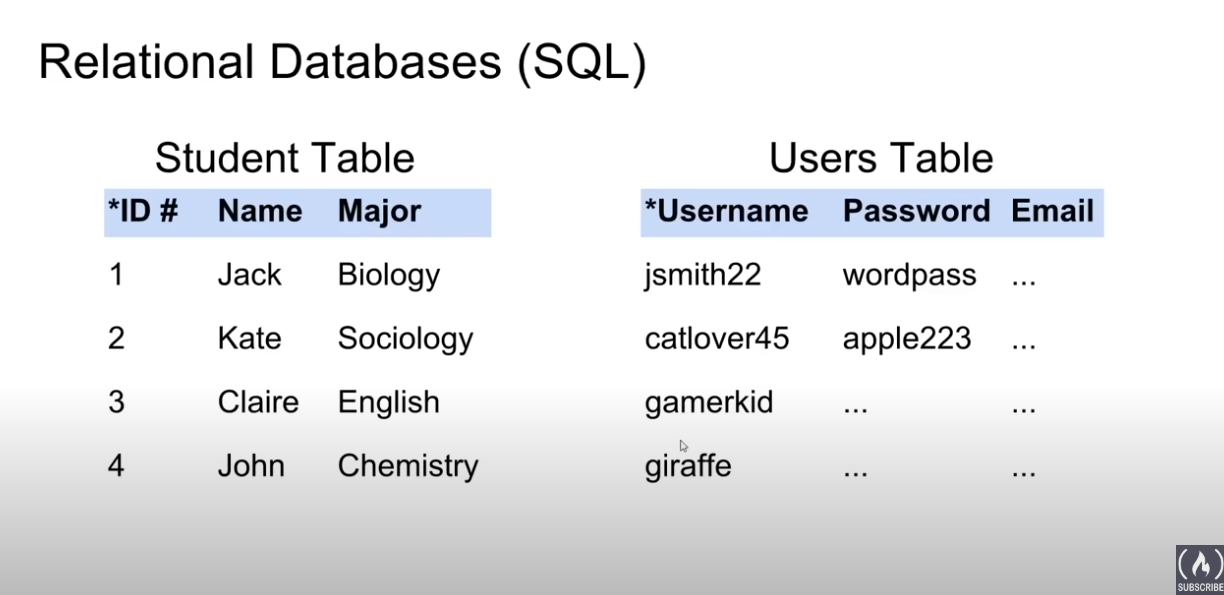 Relational Databases (SQL)
Student Table
*ID # Name Major
1 Jack Biology
2 Kate Sociology
3 Claire English
4 John Chemistry
Users Table
*Username Password Email
jsmith22 wordpass ...
catlover45 apple223 ...
gamerkid ... ...
giraffe ... ...
SUBSCRIBE